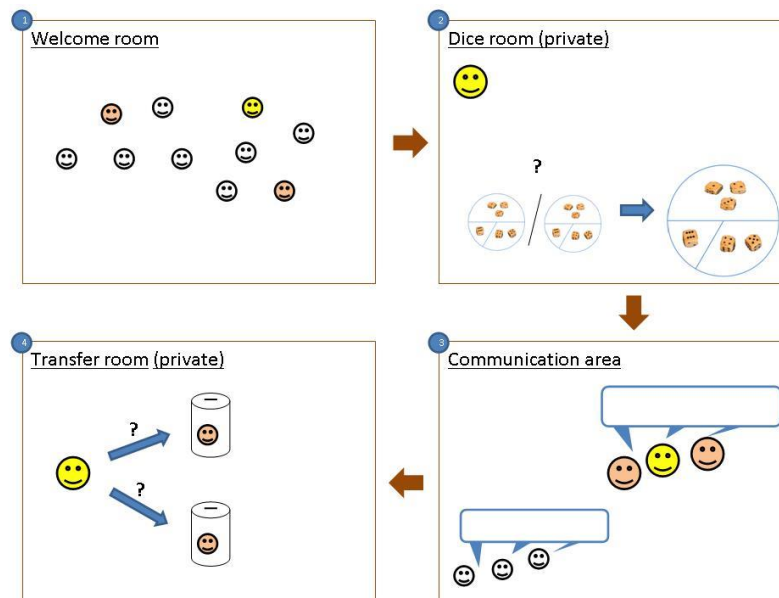 1
Welcome room
2
Dice room (private)
?
3
Communication area
4
Transfer room (private)
?
?